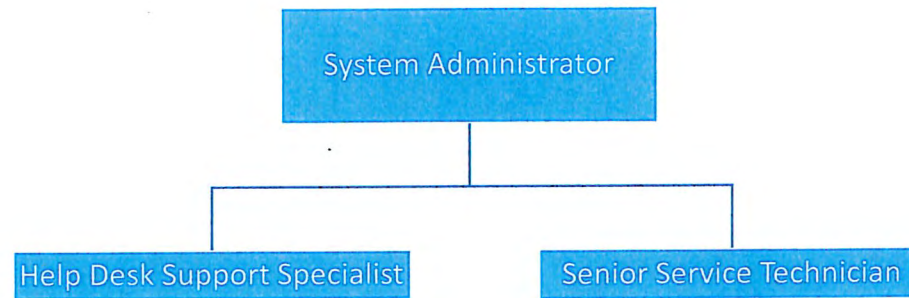 System Administrator
Help Desk Support Specialist
Senior Service Technician